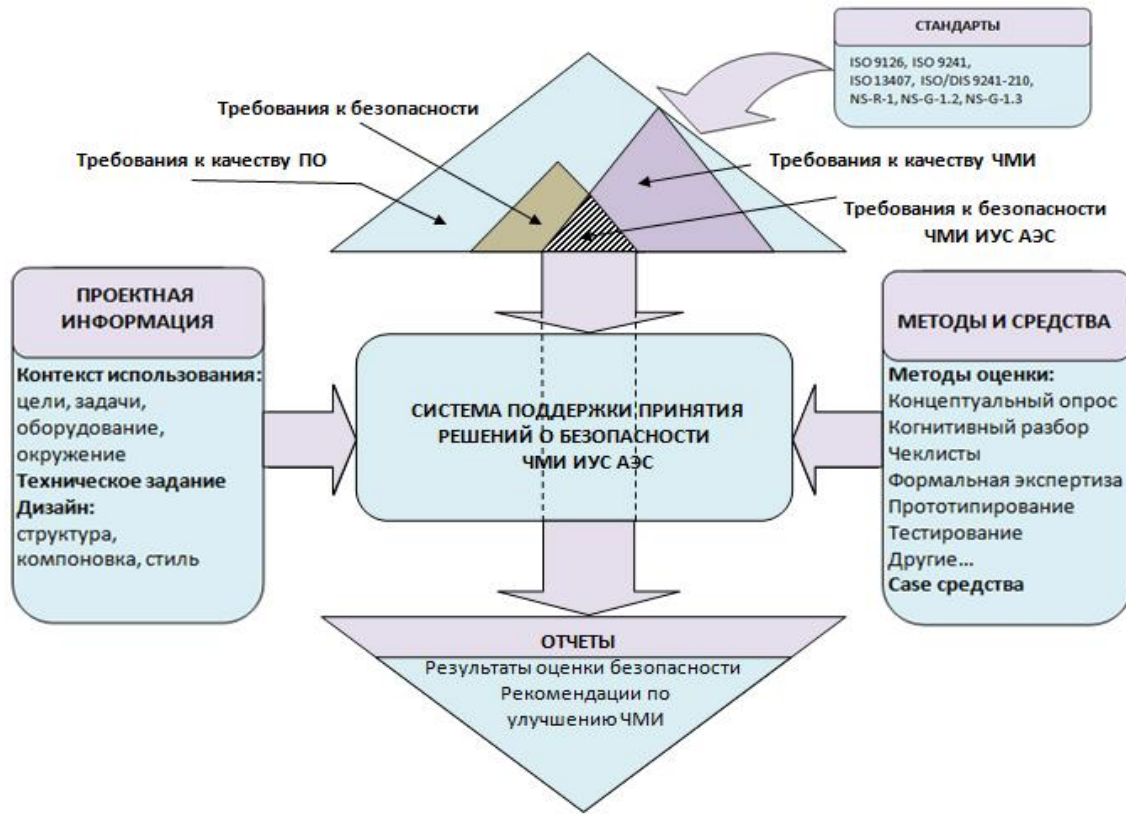 СТАНДАРТЫ
ISO 9126, ISO 9241,
ISO 13407, ISO/DIS 9241-210,
NS-R-1, NS-G-1.2, NS-G-1.3
Требования к безопасности
Требования к качеству ПО
Требования к качеству ЧМИ
Требования к безопасности
ЧМИ ИУС АЭС
ПРОЕКТНАЯ
ИНФОРМАЦИЯ
Контекст использования:
цели, задачи,
оборудование,
окружение
Техническое задание
Дизайн:
структура,
компоновка, стиль
СИСТЕМА ПОДДЕРЖКИ ПРИНЯТИЯ
РЕШЕНИЙ О БЕЗОПАСНОСТИ
ЧМИ ИУС АЭС
МЕТОДЫ И СРЕДСТВА
Методы оценки:
Концептуальный опрос
Когнитивный разбор
Чеклисты
Формальная экспертиза
Прототипирование
Тестирование
Другие...
Case средства
ОТЧЕТЫ
Результаты оценки безопасности
Рекомендации по
улучшению ЧМИ